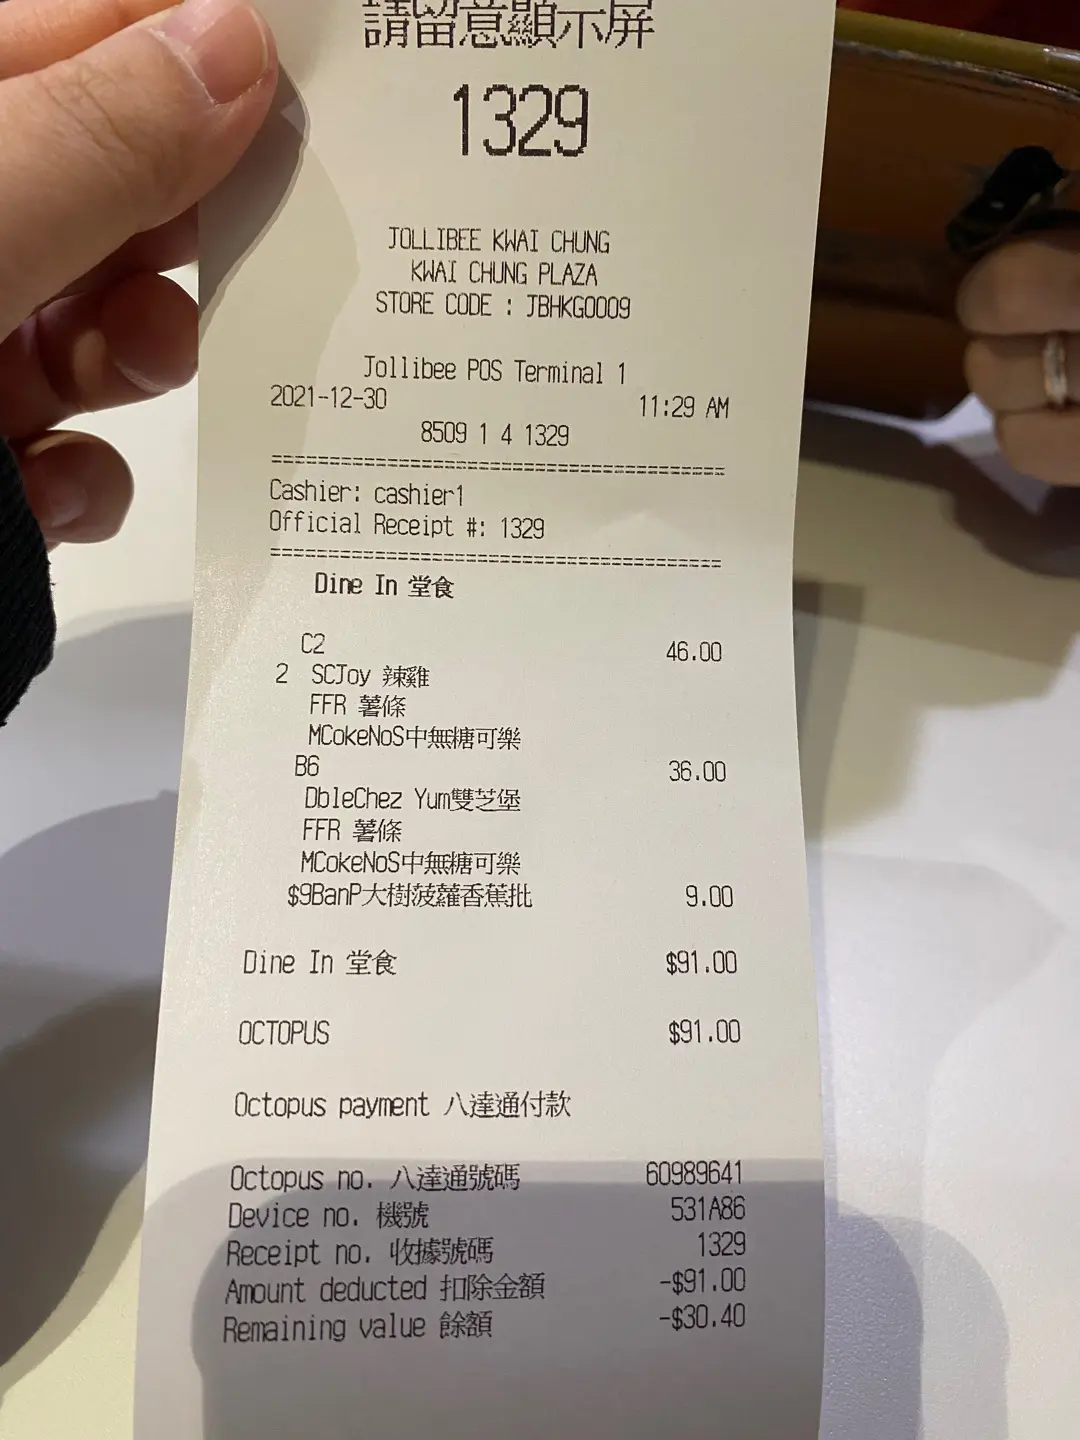 請留意顯示屏
1329
JOLLIBEE KWAI CHUNG
KWAI CHUNG PLAZA
STORE CODE : JBHKG0009
Jollibee POS Terminal 1
2021-12-30 11:29 AM
8509 1 4 1329
==========================================
Cashier: cashier1
Official Receipt #: 1329
==========================================
Dine In 堂食
C2 46.00
2 SCJoy 辣雞
FFR 薯條
MCokeNoS中無糖可樂
B6 36.00
DbleChez Yum雙芝堡
FFR 薯條
MCokeNoS中無糖可樂
$9BanP大樹菠蘿香蕉批 9.00
Dine In 堂食 $91.00
OCTOPUS $91.00
Octopus payment 八達通付款
Octopus no. 八達通號碼 60989641
Device no. 機號 531A86
Receipt no. 收據號碼 1329
Amount deducted 扣除金額 -$91.00
Remaining value 餘額 -$30.40